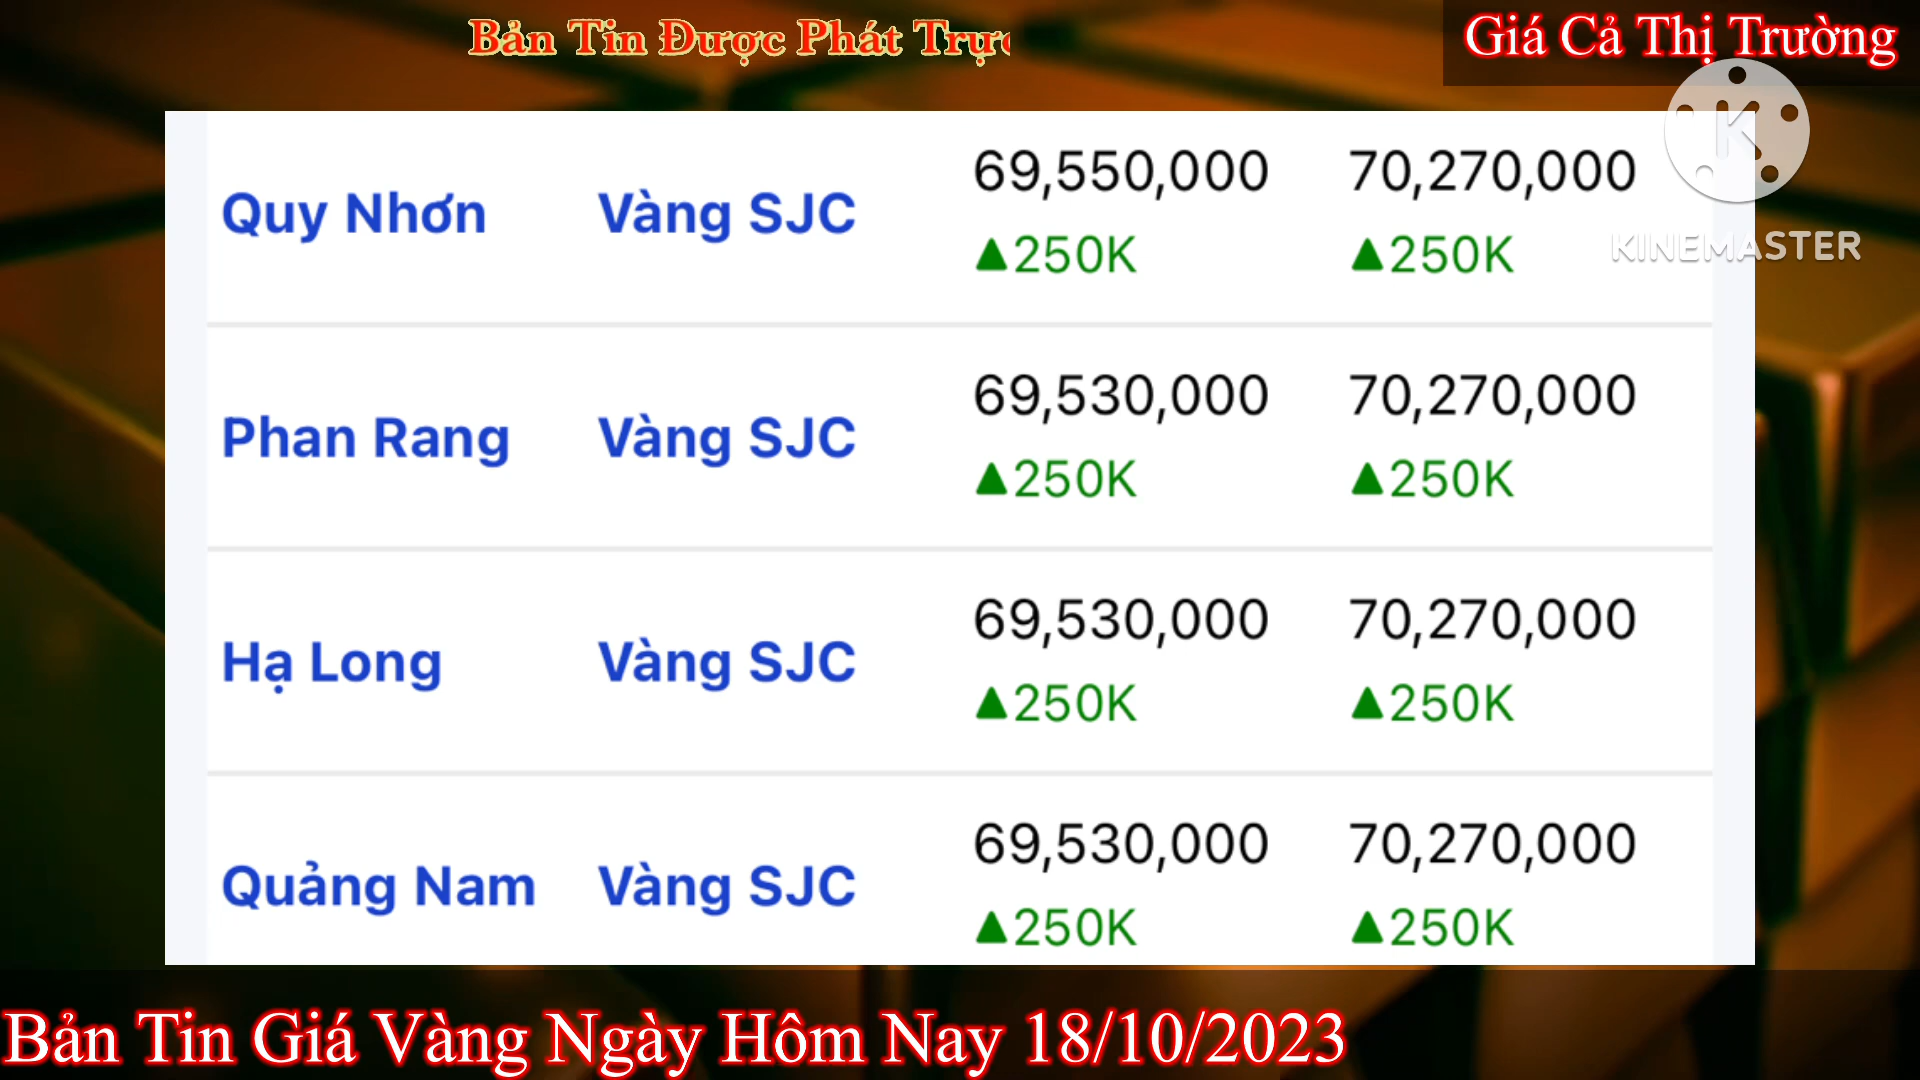 Bản Tin Được Phát
Giá Cả Thị Trường
K
KINEMASTER
Quy Nhơn Vàng SJC 69,550,000 70,270,000
▲250K ▲250K
Phan Rang Vàng SJC 69,530,000 70,270,000
▲250K ▲250K
Hạ Long Vàng SJC 69,530,000 70,270,000
▲250K ▲250K
Quảng Nam Vàng SJC 69,530,000 70,270,000
▲250K ▲250K
Bản Tin Giá Vàng Ngày Hôm Nay 18/10/2023